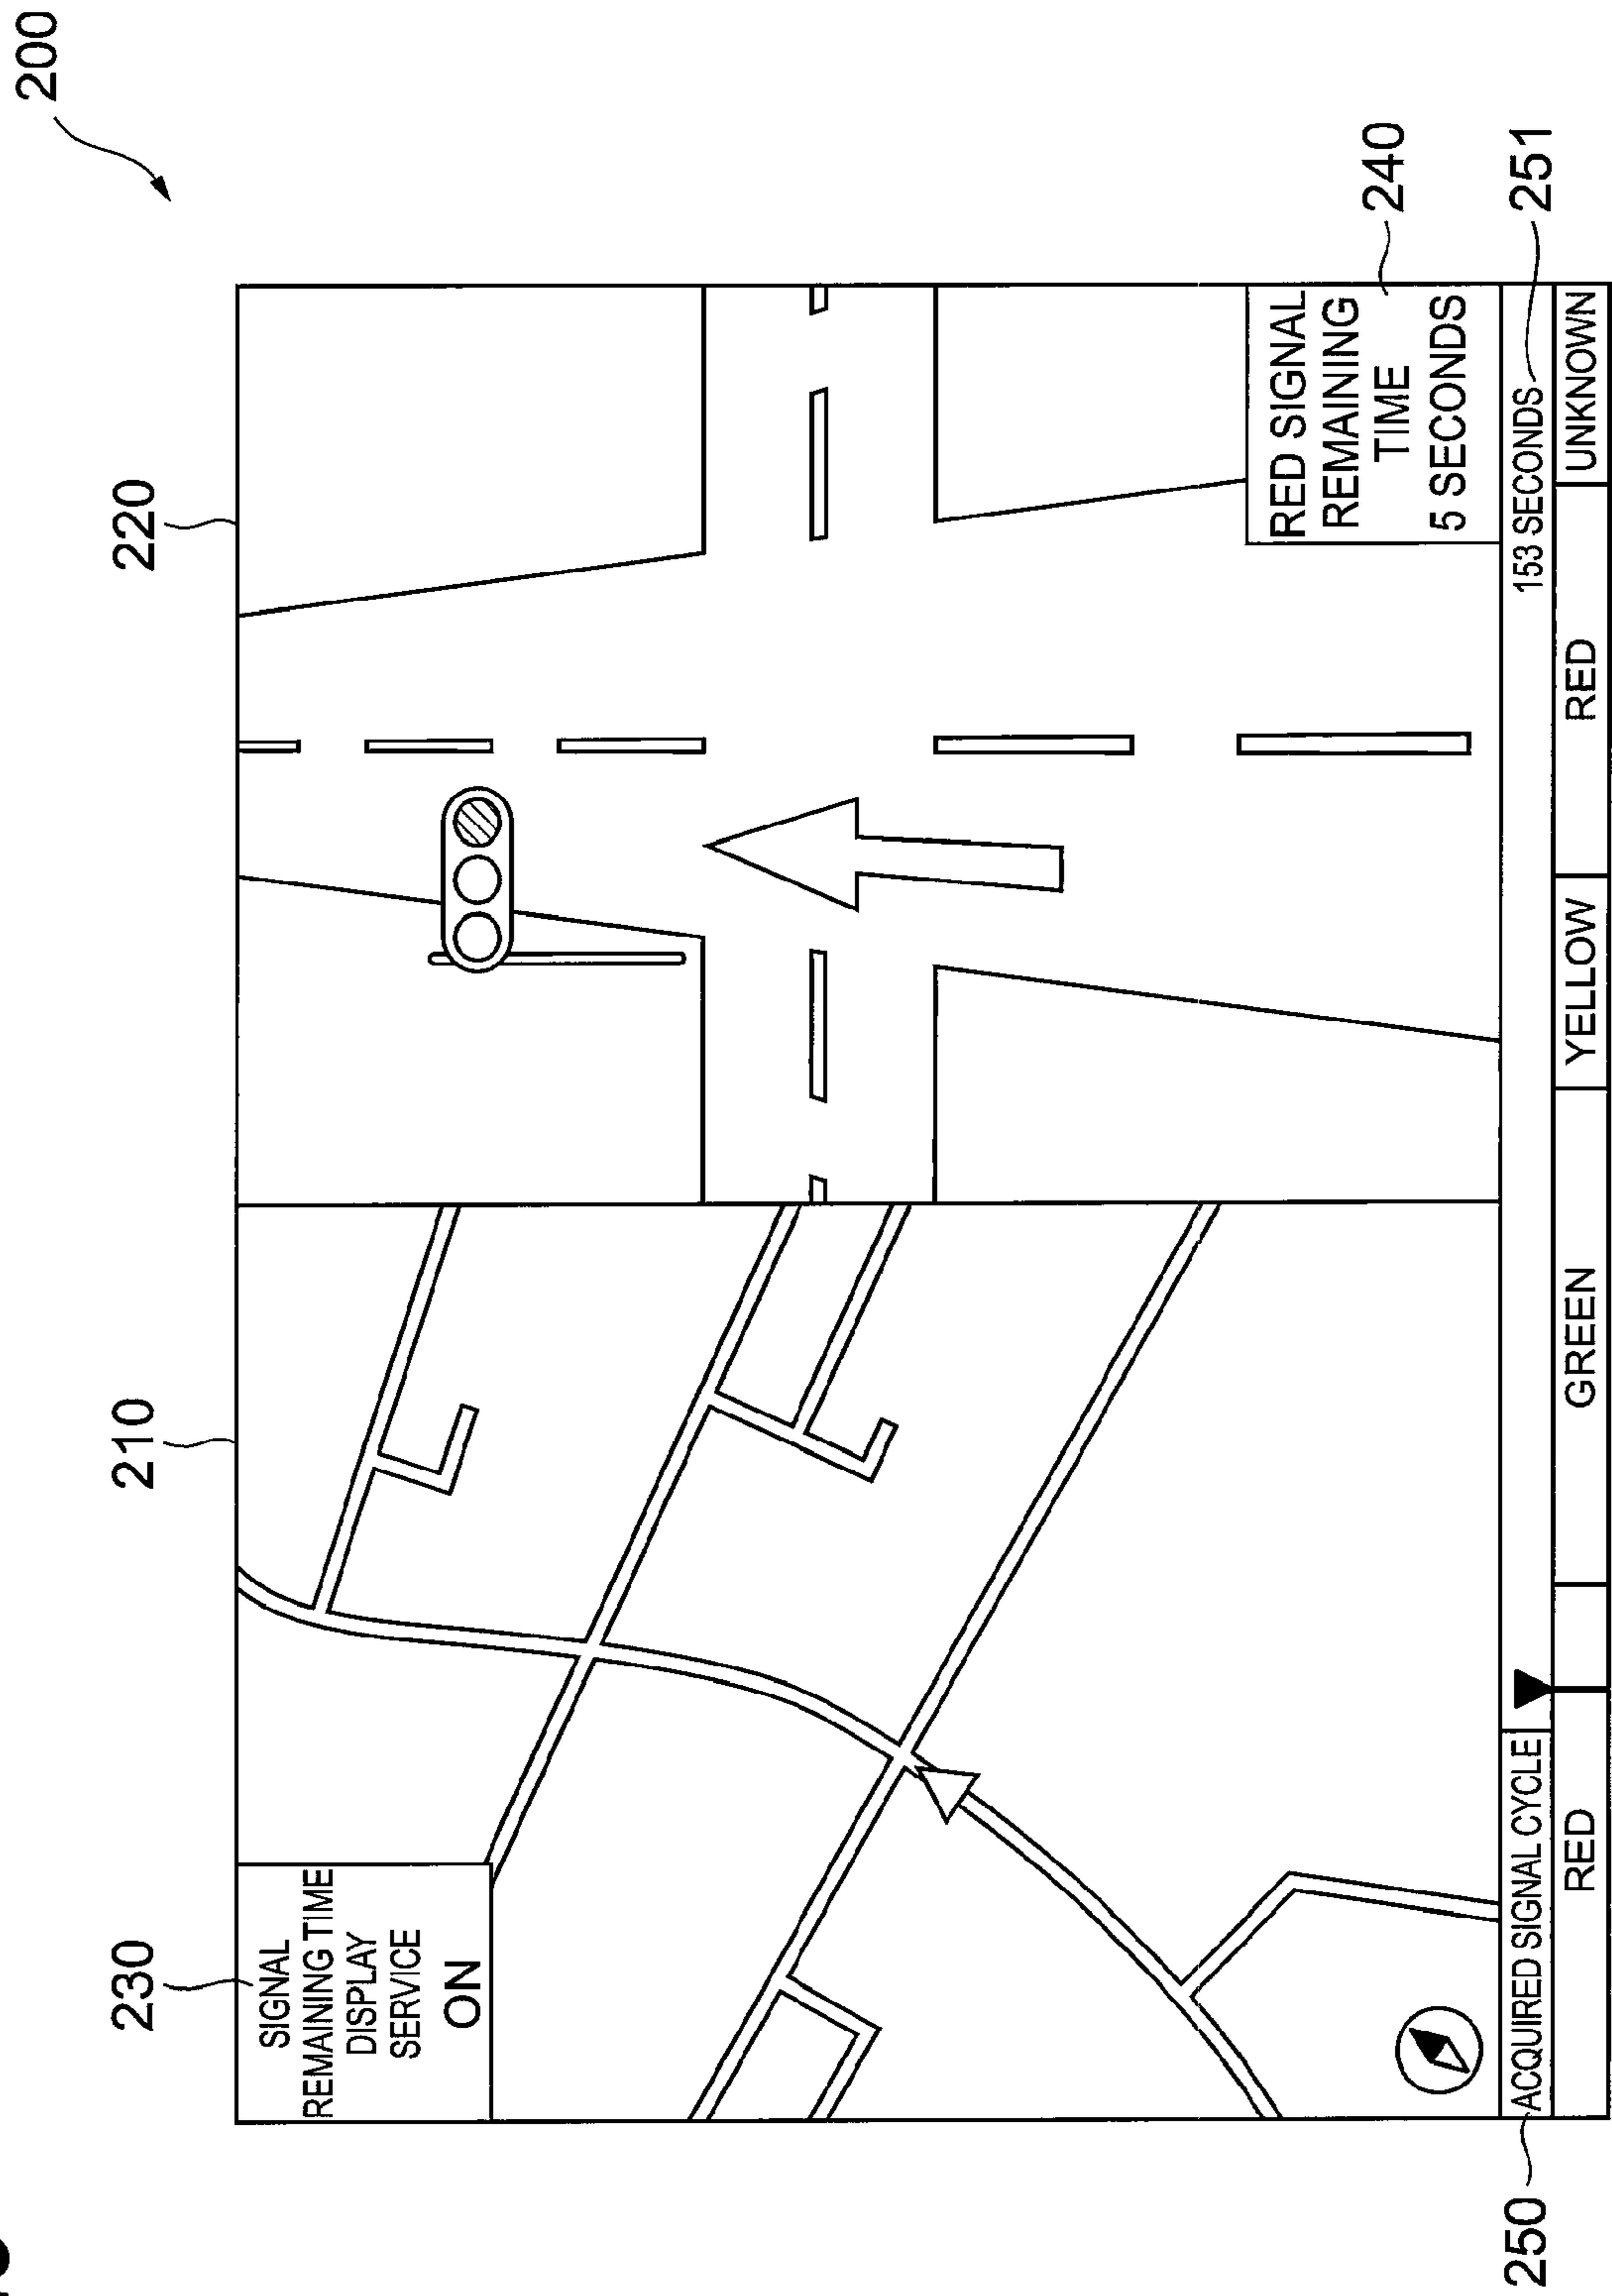 200
230
210
220
SIGNAL
REMAINING TIME
DISPLAY
SERVICE
ON
RED SIGNAL
REMAINING
TIME
5 SECONDS
240
250
ACQUIRED SIGNAL CYCLE
153 SECONDS
251
RED
GREEN
YELLOW
RED
UNKNOWN